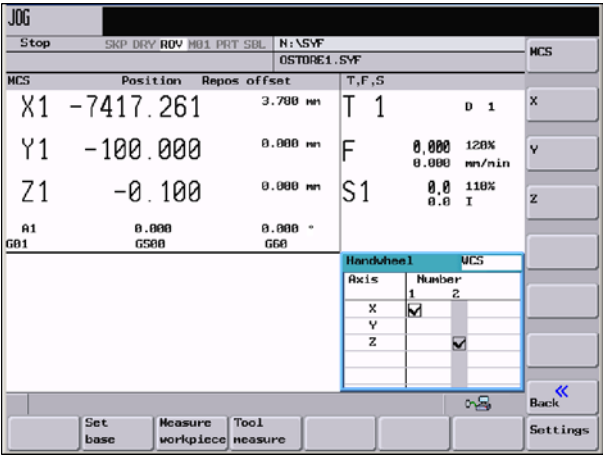 JOG
Stop SKP DRY ROV M01 PRT SBL N:\SYF
OSTORE1.SYF
MCS
MCS Position Repos offset T,F,S
X1 -7417.261 3.780 mm T 1 D 1
X
Y1 -100.000 0.000 mm F 0,000 120%
0.000 mm/min
Y
Z1 -0.100 0.000 mm S1 0,0 110%
0.0 I
Z
A1 0.000 0.000 °
G01 G500 G60
Handwheel WCS
Axis Number
1 2
X
Y
Z
Back
Set base
Measure workpiece
Tool measure
Settings